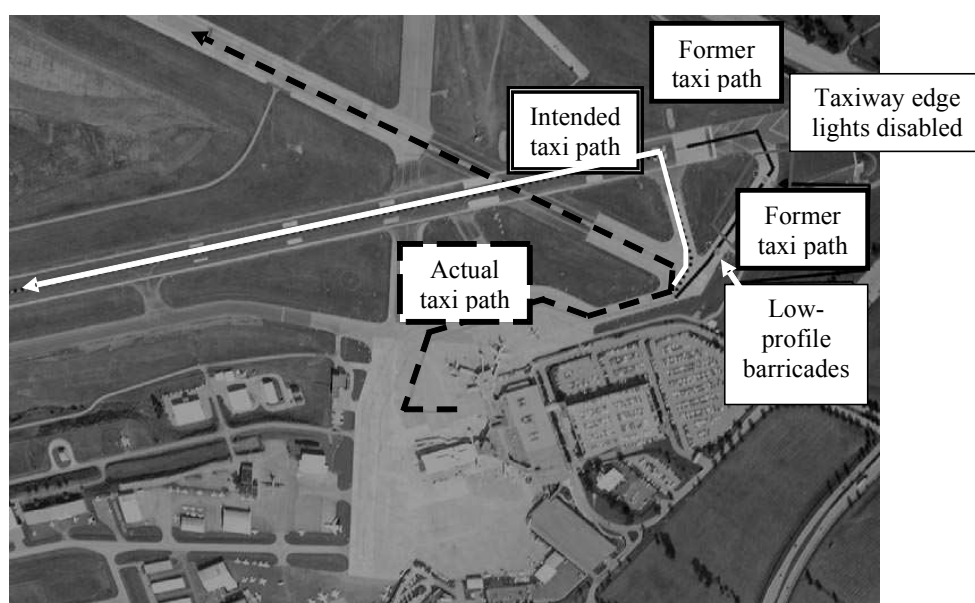 Former
taxi path
Taxiway edge
lights disabled
Intended
taxi path
Former
taxi path
Actual
taxi path
Low-
profile
barricades